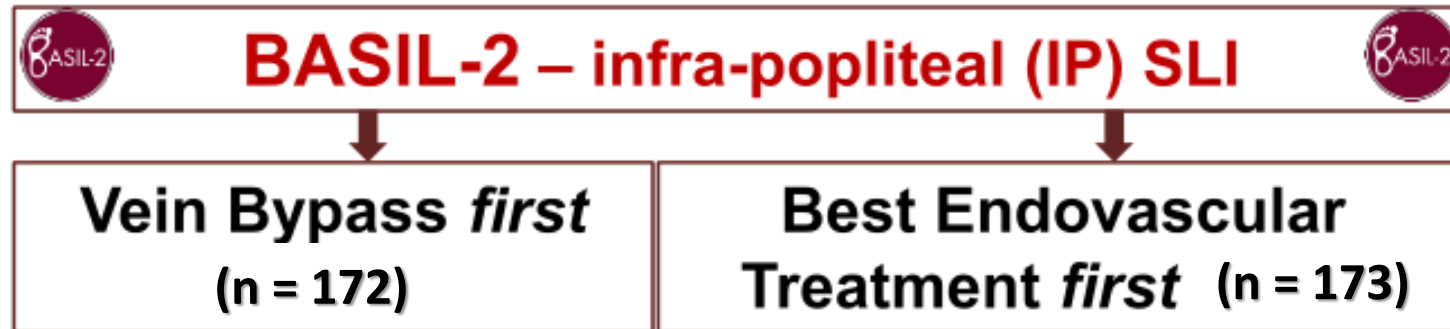 BASIL-2
BASIL-2 – infra-popliteal (IP) SLI
BASIL-2
Vein Bypass first
(n = 172)
Best Endovascular
Treatment first (n = 173)